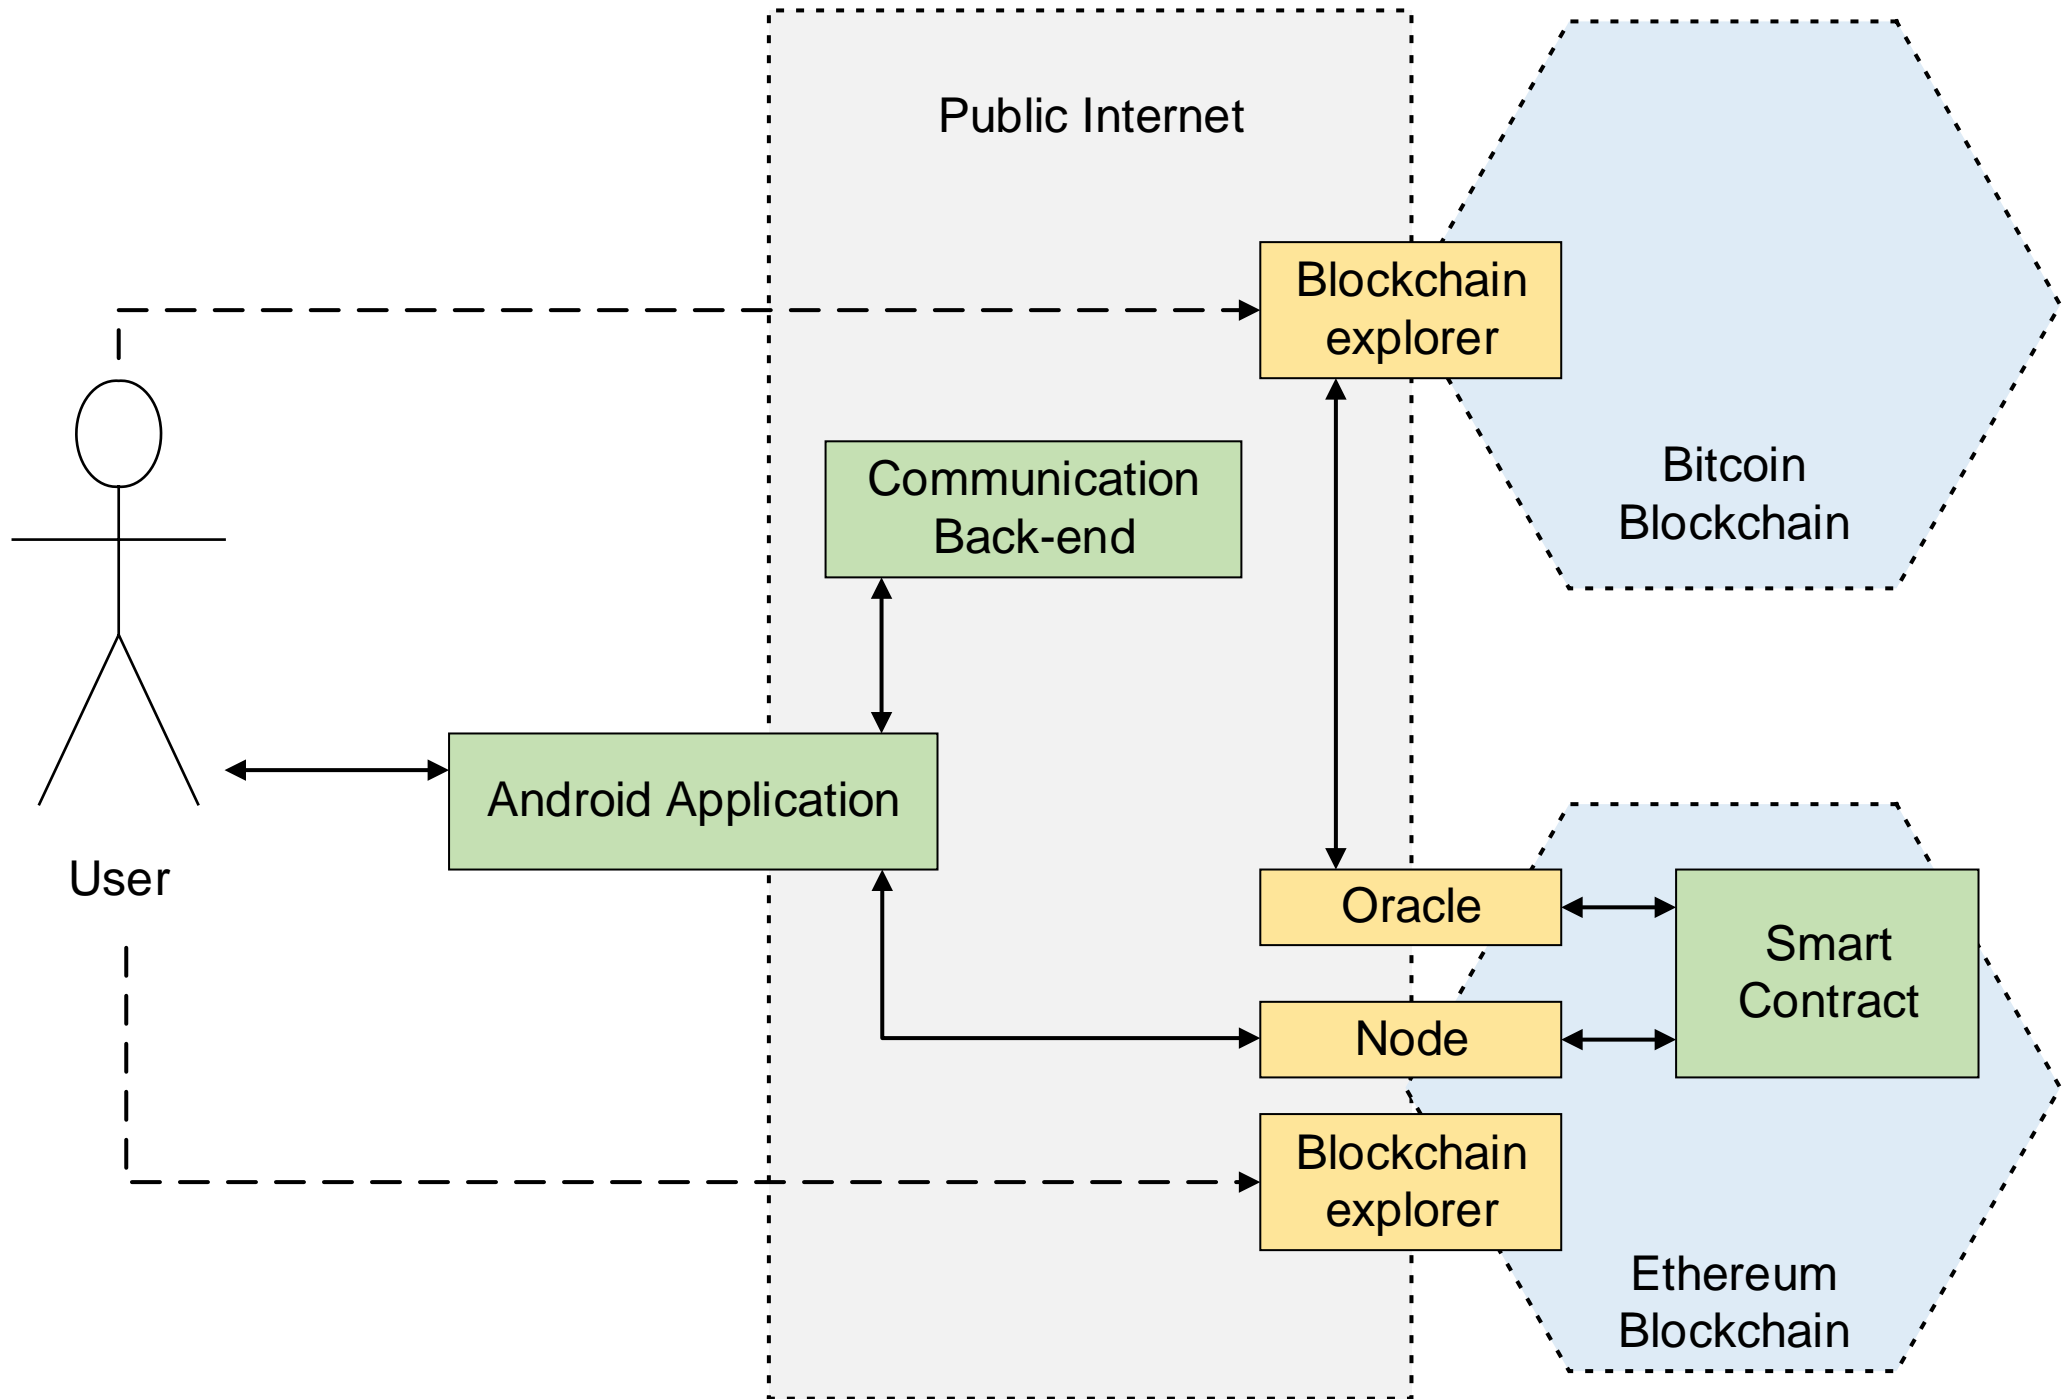 Public Internet
Blockchain
explorer
Bitcoin
Blockchain
Communication
Back-end
Android Application
User
Oracle
Node
Smart
Contract
Blockchain
explorer
Ethereum
Blockchain